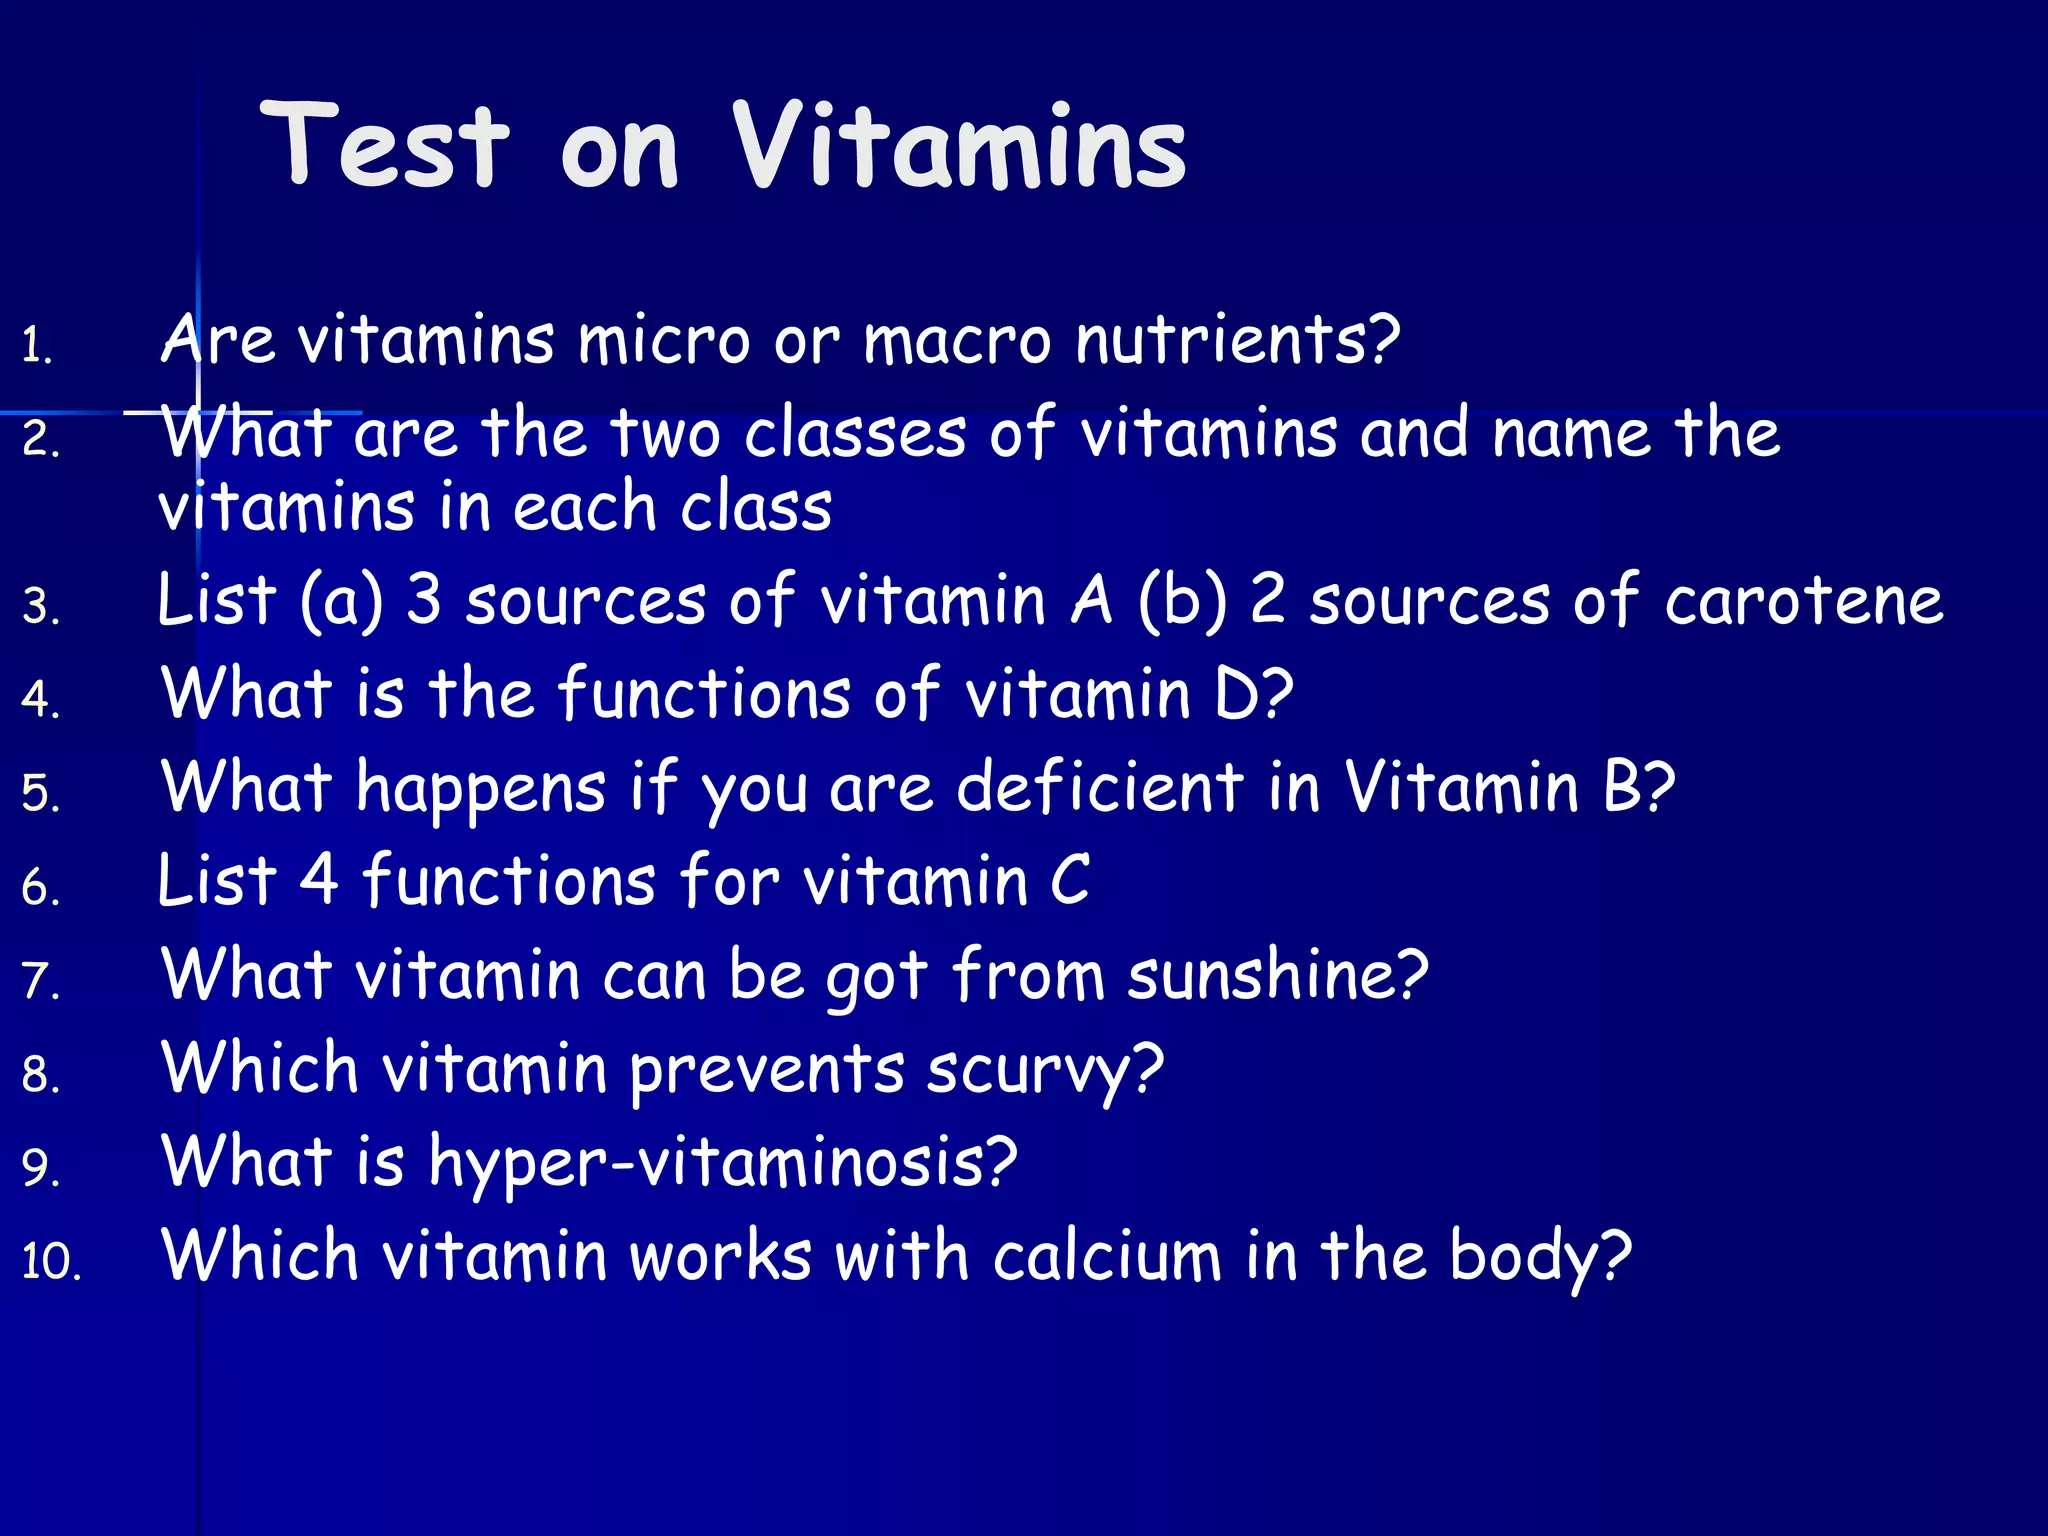 Test on Vitamins
1. Are vitamins micro or macro nutrients?
2. What are the two classes of vitamins and name the
vitamins in each class
3. List (a) 3 sources of vitamin A (b) 2 sources of carotene
4. What is the functions of vitamin D?
5. What happens if you are deficient in Vitamin B?
6. List 4 functions for vitamin C
7. What vitamin can be got from sunshine?
8. Which vitamin prevents scurvy?
9. What is hyper-vitaminosis?
10. Which vitamin works with calcium in the body?